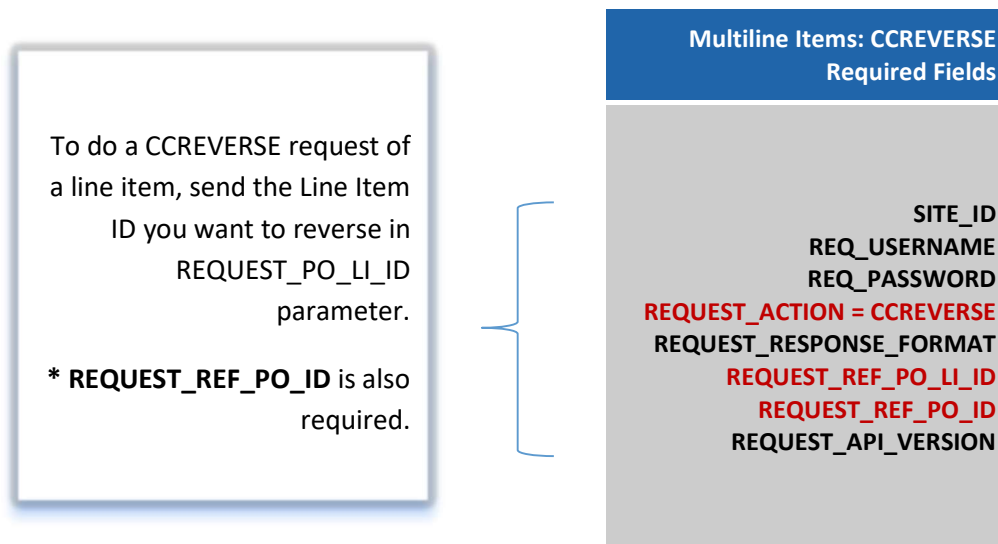 To do a CCREVERSE request of
a line item, send the Line Item
ID you want to reverse in
REQUEST_PO_LI_ID
parameter.
* REQUEST_REF_PO_ID is also
required.
Multiline Items: CCREVERSE
Required Fields
SITE_ID
REQ_USERNAME
REQ_PASSWORD
REQUEST_ACTION = CCREVERSE
REQUEST_RESPONSE_FORMAT
REQUEST_REF_PO_LI_ID
REQUEST_REF_PO_ID
REQUEST_API_VERSION